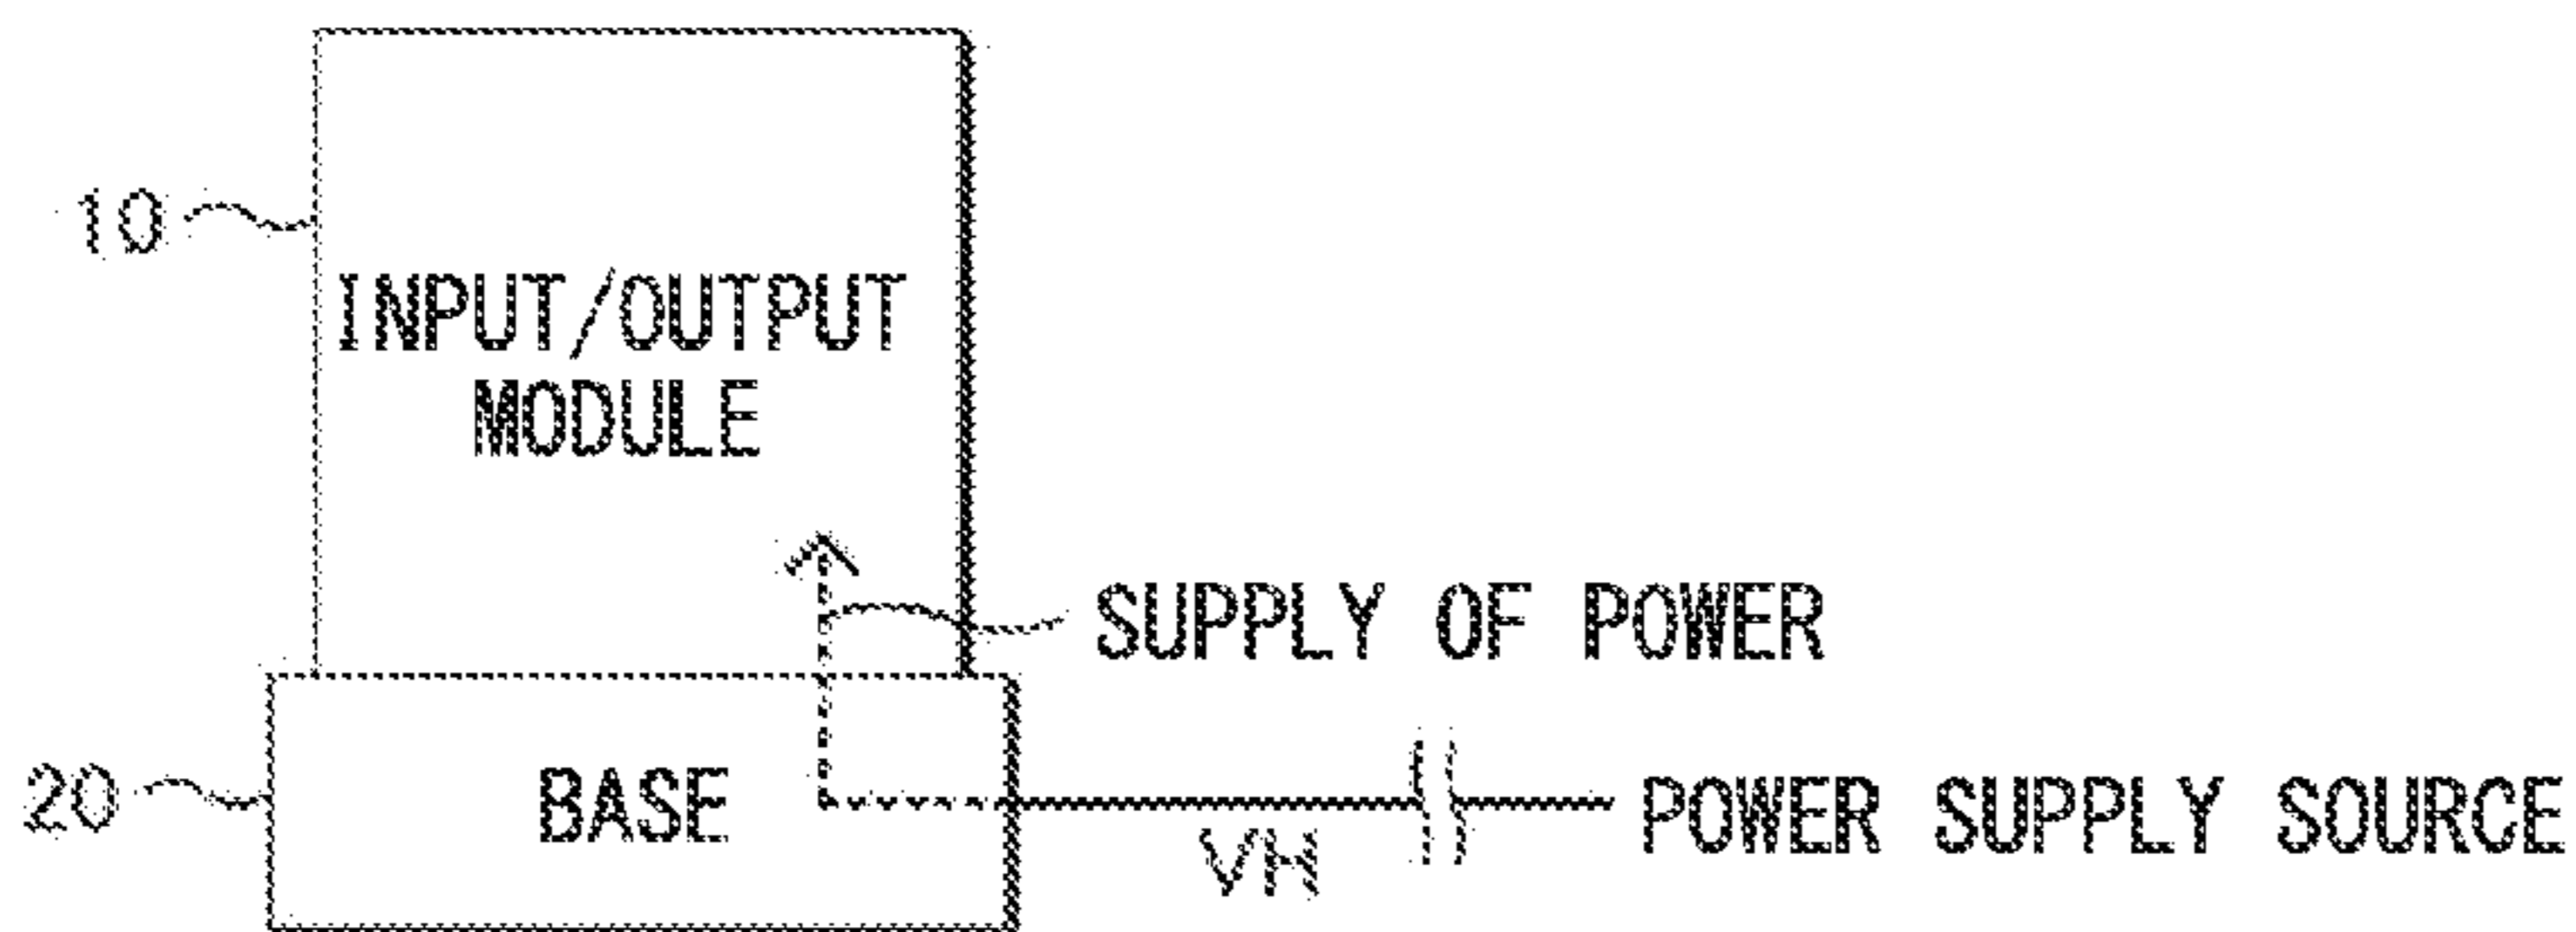 10
INPUT/OUTPUT
MODULE
SUPPLY OF POWER
20
BASE
VH
POWER SUPPLY SOURCE